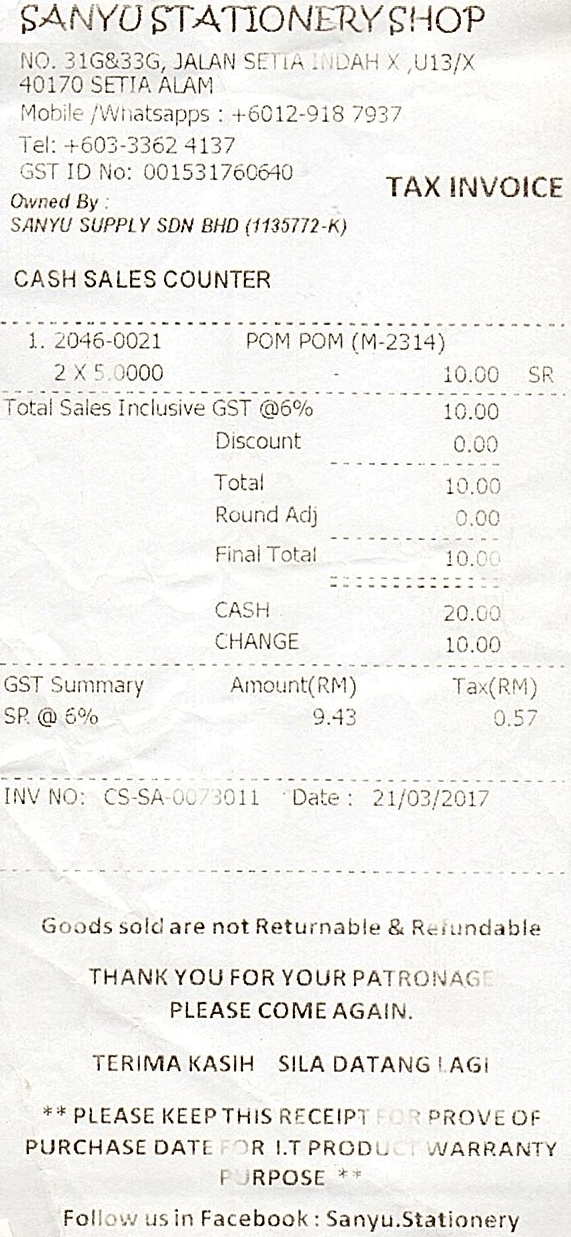 SANYU STATIONERY SHOP
NO. 31G&33G, JALAN SETIA INDAH X ,U13/X
40170 SETIA ALAM
Mobile /Whatsapps : +6012-918 7937
Tel: +603-3362 4137
GST ID No: 001531760640
TAX INVOICE
Owned By :
SANYU SUPPLY SDN BHD (1135772-K)
CASH SALES COUNTER
1. 2046-0021 POM POM (M-2314)
2 X 5.0000 - 10.00 SR
Total Sales Inclusive GST @6% 10.00
Discount 0.00
Total 10.00
Round Adj 0.00
Final Total 10.00
CASH 20.00
CHANGE 10.00
GST Summary Amount(RM) Tax(RM)
SR @ 6% 9.43 0.57
INV NO: CS-SA-0073011 Date : 21/03/2017
Goods sold are not Returnable & Refundable
THANK YOU FOR YOUR PATRONAGE
PLEASE COME AGAIN.
TERIMA KASIH SILA DATANG LAGI
** PLEASE KEEP THIS RECEIPT FOR PROVE OF
PURCHASE DATE FOR I.T PRODUCT WARRANTY
PURPOSE **
Follow us in Facebook : Sanyu.Stationery